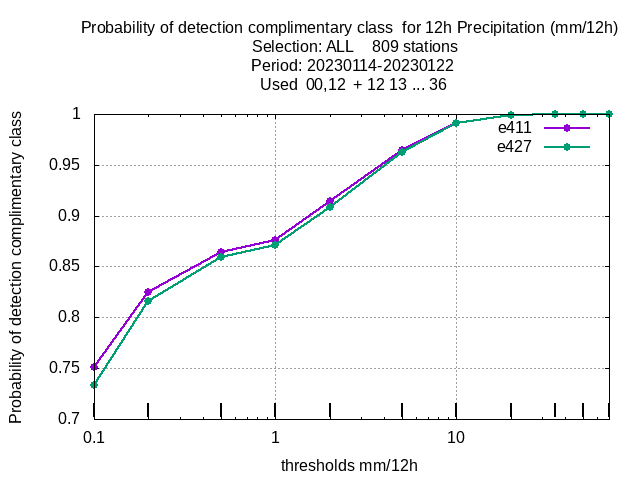 Probability of detection complimentary class  for 12h Precipitation (mm/12h)
Selection: ALL    809 stations
Period: 20230114-20230122
Used  00,12  + 12 13 ... 36
Probability of detection complimentary class
1
0.95
0.9
0.85
0.8
0.75
0.7
e411
e427
0.1
1
10
thresholds mm/12h